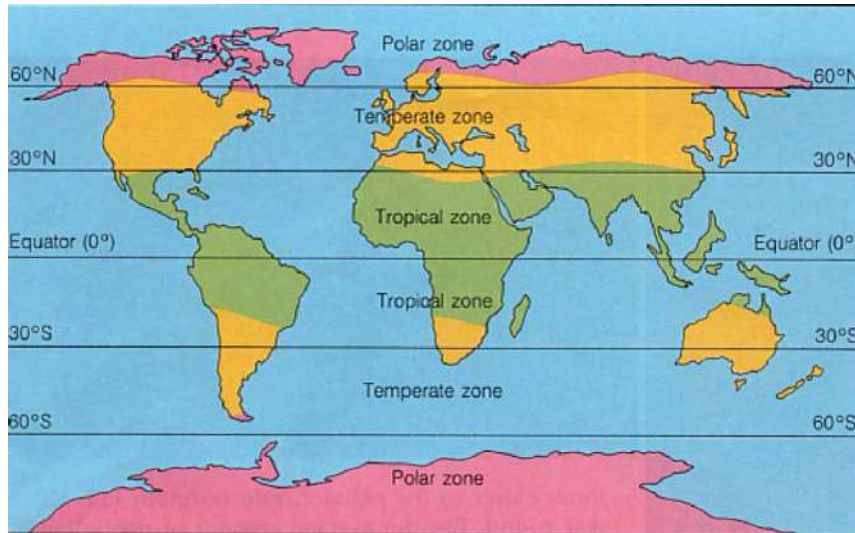 Polar zone
60°N
60°N
Temperate zone
30°N
30°N
Tropical zone
Equator (0°)
Equator (0°)
Tropical zone
30°S
30°S
Temperate zone
60°S
60°S
Polar zone